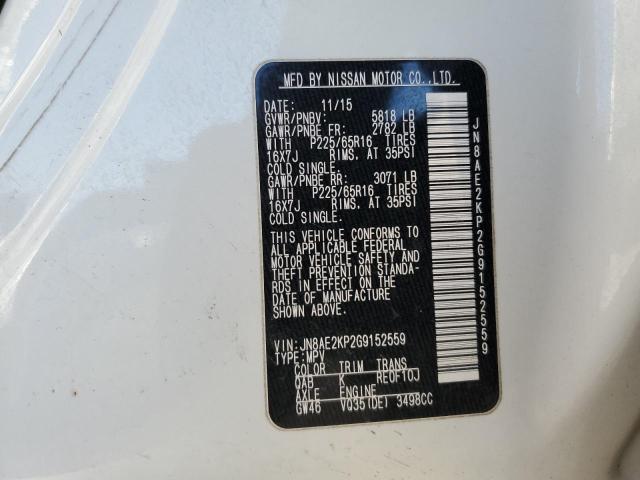 MFD BY NISSAN MOTOR CO.,LTD.
DATE: 11/15
GVWR/PNBV: 5818 LB
GAWR/PNBE FR: 2782 LB
WITH P225/65R16 TIRES
16X7J RIMS. AT 35PSI
COLD SINGLE.
GAWR/PNBE RR: 3071 LB
WITH P225/65R16 TIRES
16X7J RIMS. AT 35PSI
COLD SINGLE.
THIS VEHICLE CONFORMS TO
ALL APPLICABLE FEDERAL
MOTOR VEHICLE SAFETY AND
THEFT PREVENTION STANDA-
RDS IN EFFECT ON THE
DATE OF MANUFACTURE
SHOWN ABOVE.
VIN: JN8AE2KP2G9152559
TYPE: MPV
COLOR TRIM TRANS
QAB K RE0F10J
AXLE ENGINE
GW46 VQ35(DE) 3498CC
JN8AE2KP2G9152559